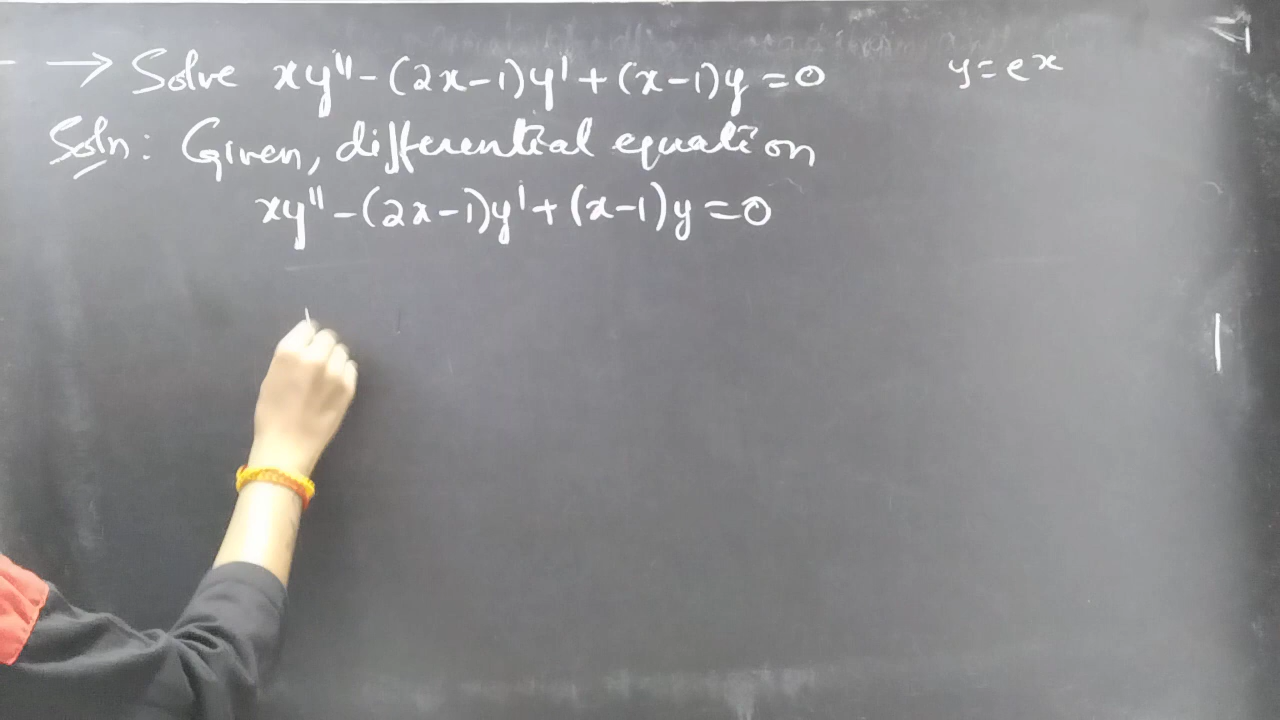 → Solve xy" - (2x-1)y' + (x-1)y = 0 y = e^x
Soln: Given, differential equation
xy" - (2x-1)y' + (x-1)y = 0